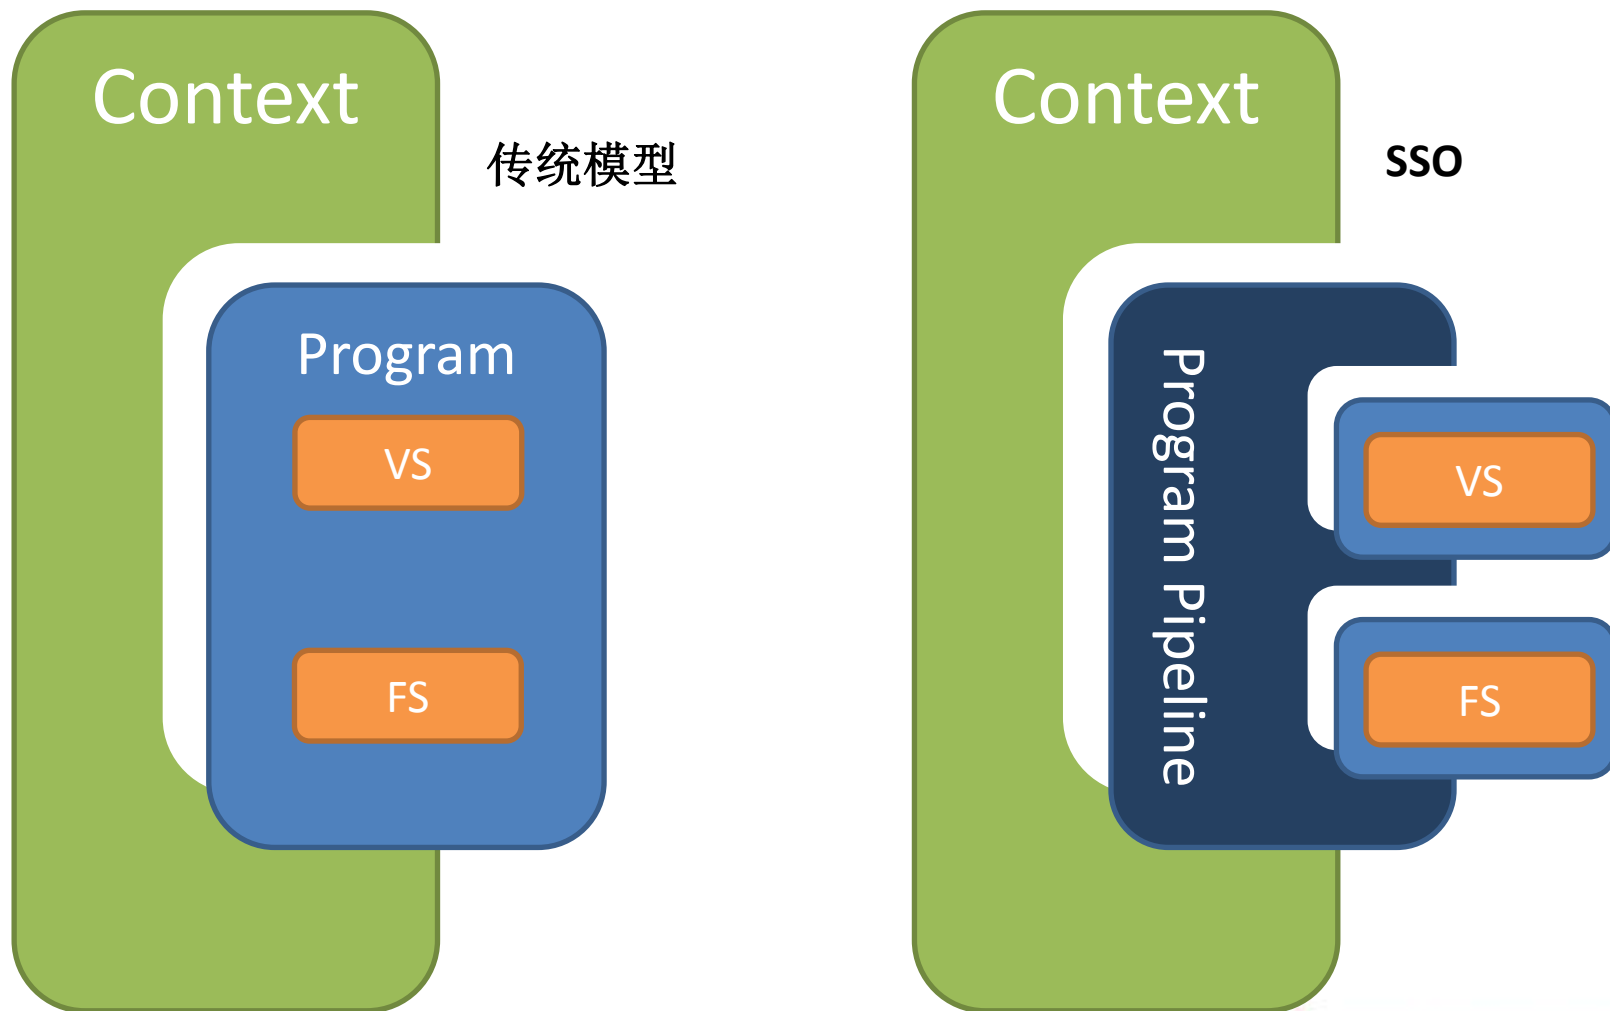 Context
传统模型
Program
VS
FS
Context
SSO
Program Pipeline
VS
FS